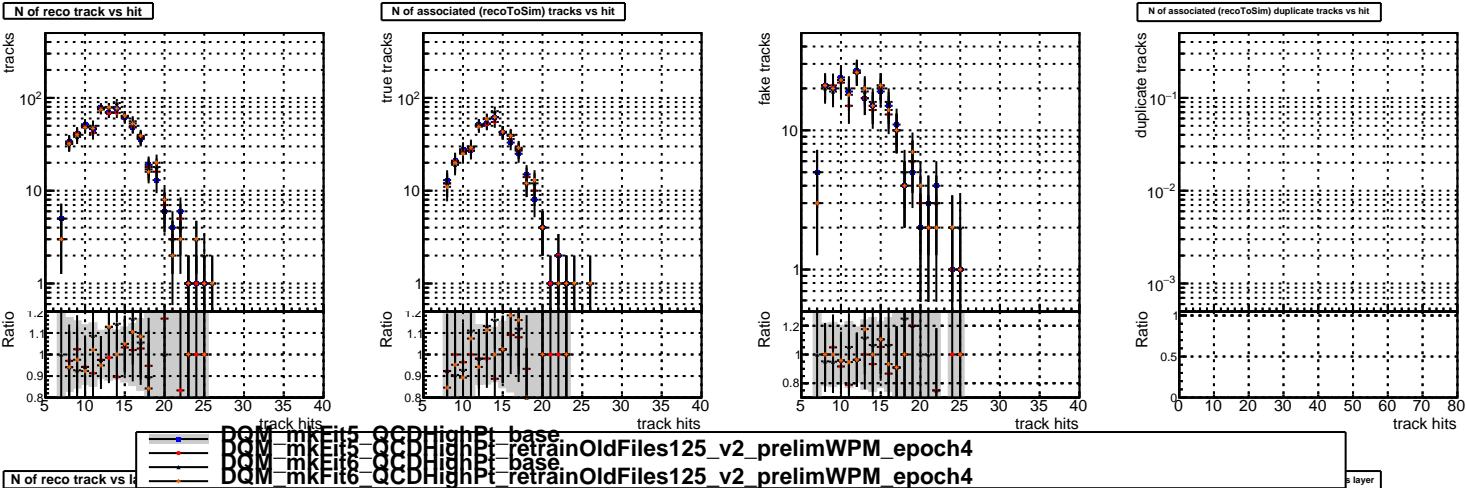 N of reco track vs hit
N of associated (recoToSim) tracks vs hit
N of associated (recoToSim) duplicate tracks vs hit
tracks
10²
10
1
Ratio
1.2
1.1
1
0.9
0.8
5 10 15 20 25 30 35 40
track hits
true tracks
10²
10
1
Ratio
1.2
1.1
1
0.9
0.8
5 10 15 20 25 30 35 40
track hits
fake tracks
10
1
Ratio
1.2
1
0.8
5 10 15 20 25 30 35 40
track hits
duplicate tracks
10⁻¹
10⁻²
10⁻³
Ratio
1
0.5
0
0 10 20 30 40 50 60 70 80
track hits
DQM_mkFit5_QCDHighPt_base
DQM_mkFit5_QCDHighPt_retrainOldFiles125_v2_prelimWPM_epoch4
DQM_mkFit6_QCDHighPt_base
DQM_mkFit6_QCDHighPt_retrainOldFiles125_v2_prelimWPM_epoch4
N of reco track vs la
s layer